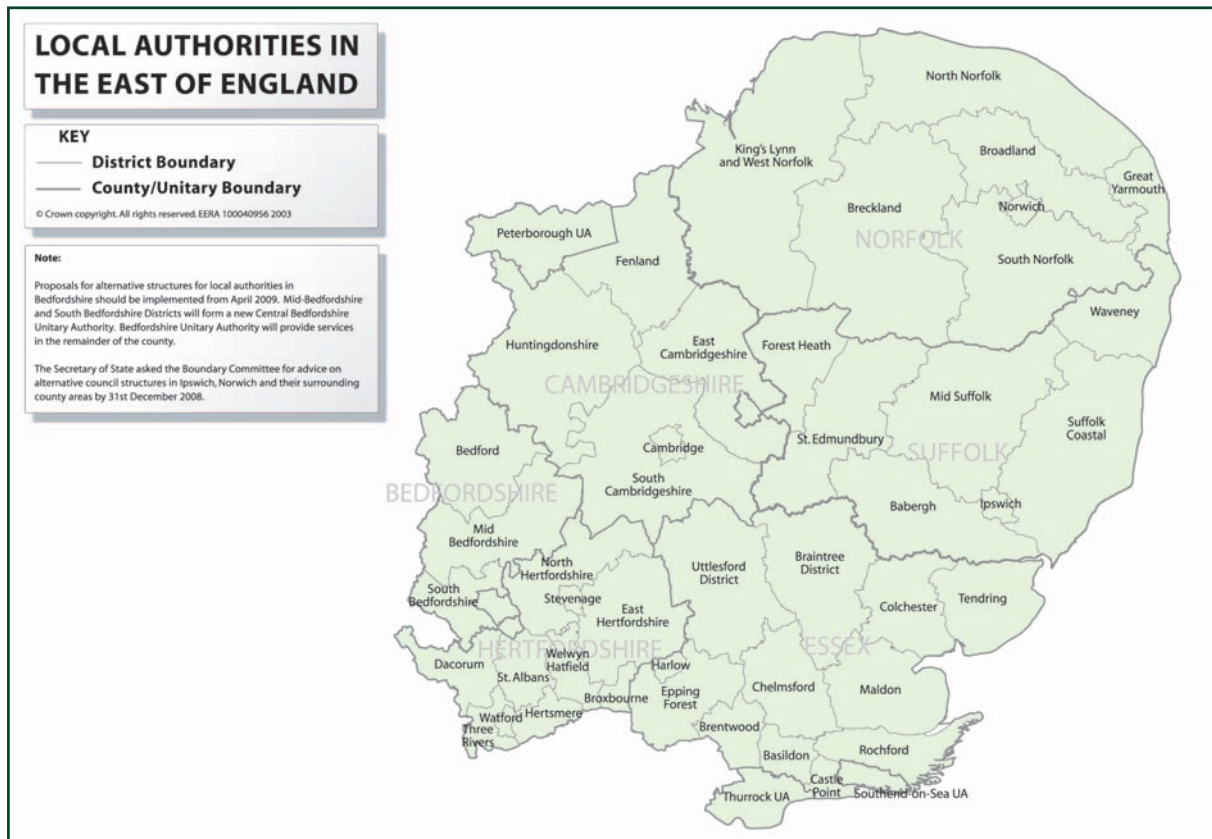 LOCAL AUTHORITIES IN
THE EAST OF ENGLAND
KEY
District Boundary
County/Unitary Boundary
© Crown copyright. All rights reserved. EERA 100040956 2003
Note:
Proposals for alternative structures for local authorities in
Bedfordshire should be implemented from April 2009. Mid-Bedfordshire
and South Bedfordshire Districts will form a new Central Bedfordshire
Unitary Authority. Bedfordshire Unitary Authority will provide services
in the remainder of the county.
The Secretary of State asked the Boundary Committee for advice on
alternative council structures in Ipswich, Norwich and their surrounding
county areas by 31st December 2008.
North Norfolk
King's Lynn
and West Norfolk
Broadland
Great
Yarmouth
Breckland
Norwich
NORFOLK
South Norfolk
Peterborough UA
Fenland
Waveney
Huntingdonshire
East
Cambridgeshire
Forest Heath
CAMBRIDGESHIRE
Mid Suffolk
Suffolk
Coastal
Bedford
Cambridge
St. Edmundsbury
SUFFOLK
South
Cambridgeshire
BEDFORDSHIRE
Babergh
Ipswich
Mid
Bedfordshire
North
Hertfordshire
Uttlesford
District
Braintree
District
South
Bedfordshire
Stevenage
East
Hertfordshire
Colchester
Tendring
HERTFORDSHIRE
ESSEX
Dacorum
St. Albans
Welwyn
Hatfield
Harlow
Broxbourne
Epping
Forest
Chelmsford
Maldon
Watford
Hertsmere
Three
Rivers
Brentwood
Basildon
Rochford
Castle
Point
Thurrock UA
Southend-on-Sea UA